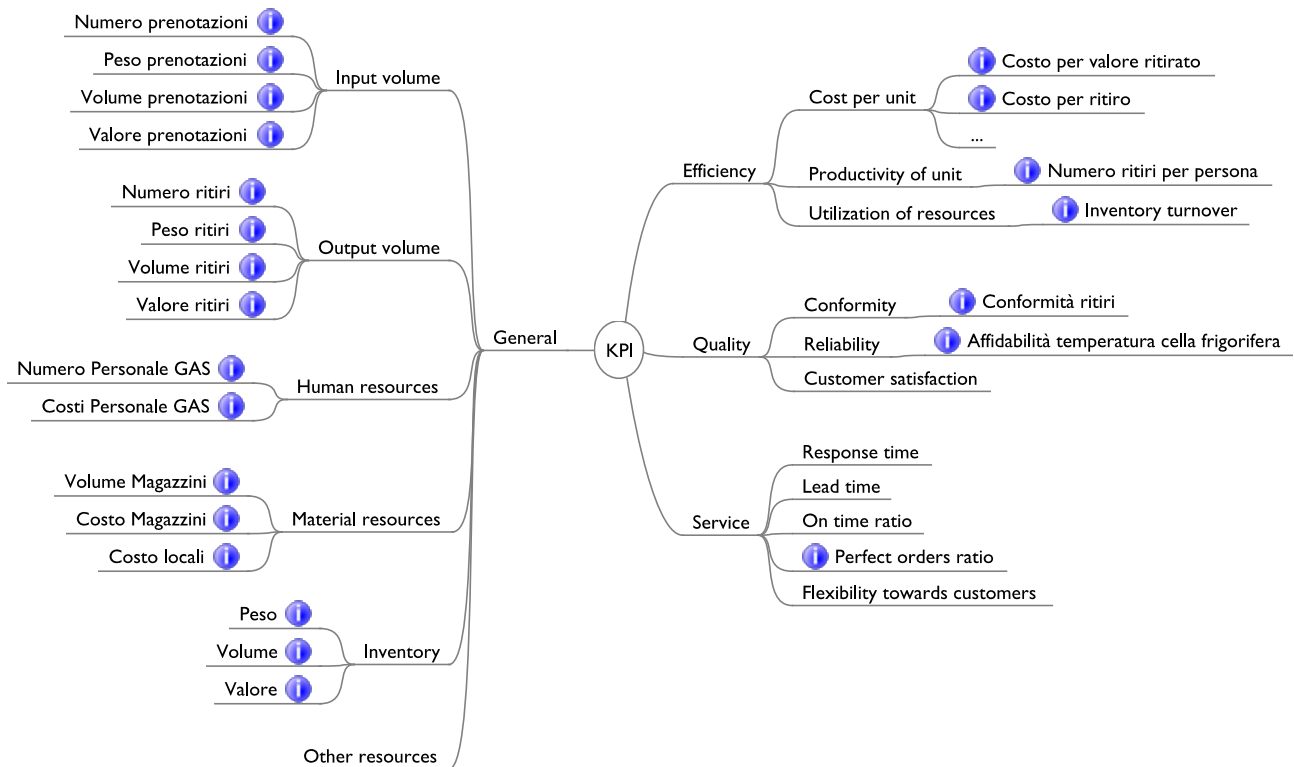 KPI
General
Input volume
Numero prenotazioni
Peso prenotazioni
Volume prenotazioni
Valore prenotazioni
Output volume
Numero ritiri
Peso ritiri
Volume ritiri
Valore ritiri
Human resources
Numero Personale GAS
Costi Personale GAS
Material resources
Volume Magazzini
Costo Magazzini
Costo locali
Inventory
Peso
Volume
Valore
Other resources
Efficiency
Cost per unit
Costo per valore ritirato
Costo per ritiro
...
Productivity of unit
Numero ritiri per persona
Utilization of resources
Inventory turnover
Quality
Conformity
Conformità ritiri
Reliability
Affidabilità temperatura cella frigorifera
Customer satisfaction
Service
Response time
Lead time
On time ratio
Perfect orders ratio
Flexibility towards customers